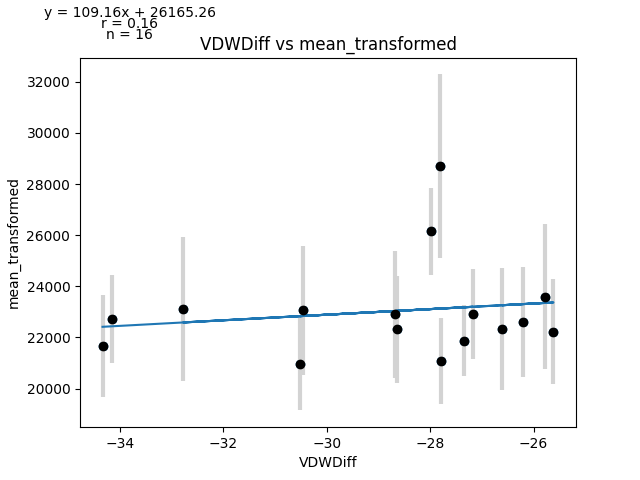 y = 109.16x + 26165.26
r = 0.16
n = 16
VDWDiff vs mean_transformed
32000
30000
28000
26000
24000
22000
20000
mean_transformed
−34
−32
−30
−28
−26
VDWDiff